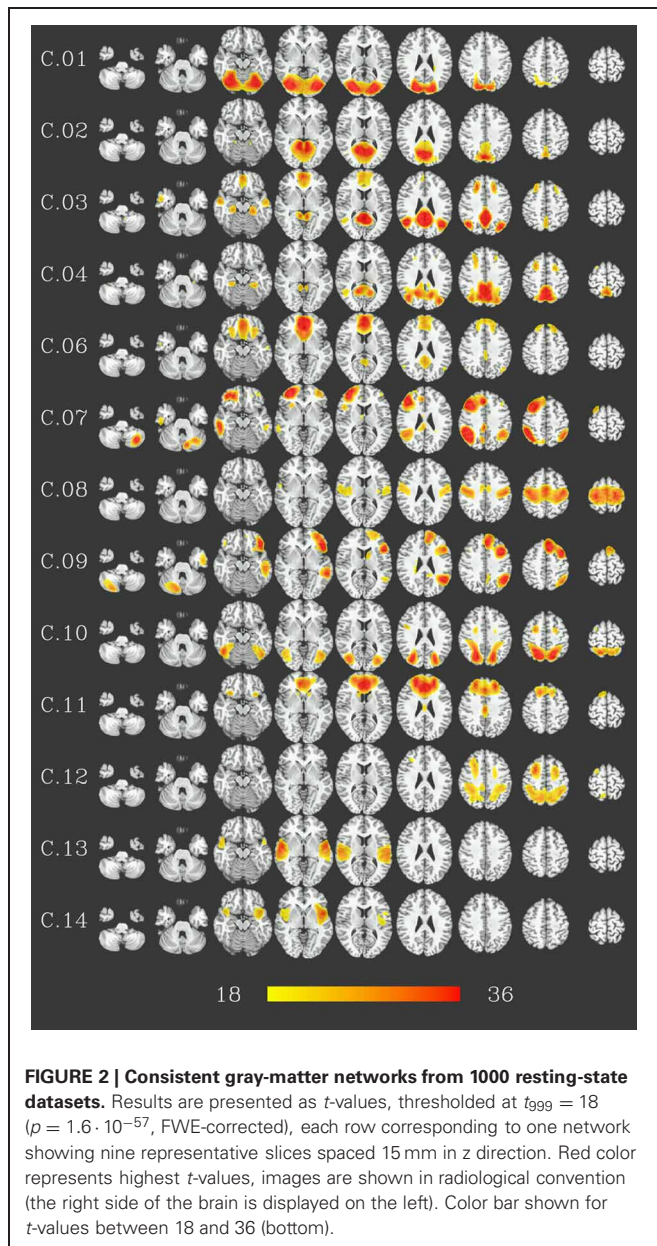 C.01
C.02
C.03
C.04
C.06
C.07
C.08
C.09
C.10
C.11
C.12
C.13
C.14
18 36
FIGURE 2 | Consistent gray-matter networks from 1000 resting-state
datasets. Results are presented as t-values, thresholded at t₉₉₉ = 18
(p = 1.6 · 10⁻⁵⁷, FWE-corrected), each row corresponding to one network
showing nine representative slices spaced 15 mm in z direction. Red color
represents highest t-values, images are shown in radiological convention
(the right side of the brain is displayed on the left). Color bar shown for
t-values between 18 and 36 (bottom).